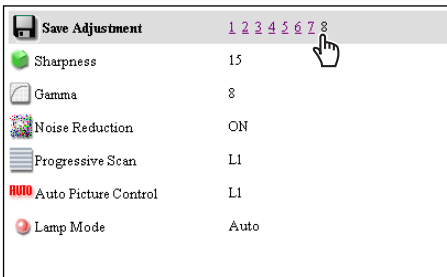 Save Adjustment 1 2 3 4 5 6 7 8
Sharpness 15
Gamma 8
Noise Reduction ON
Progressive Scan L1
AUTO Auto Picture Control L1
Lamp Mode Auto